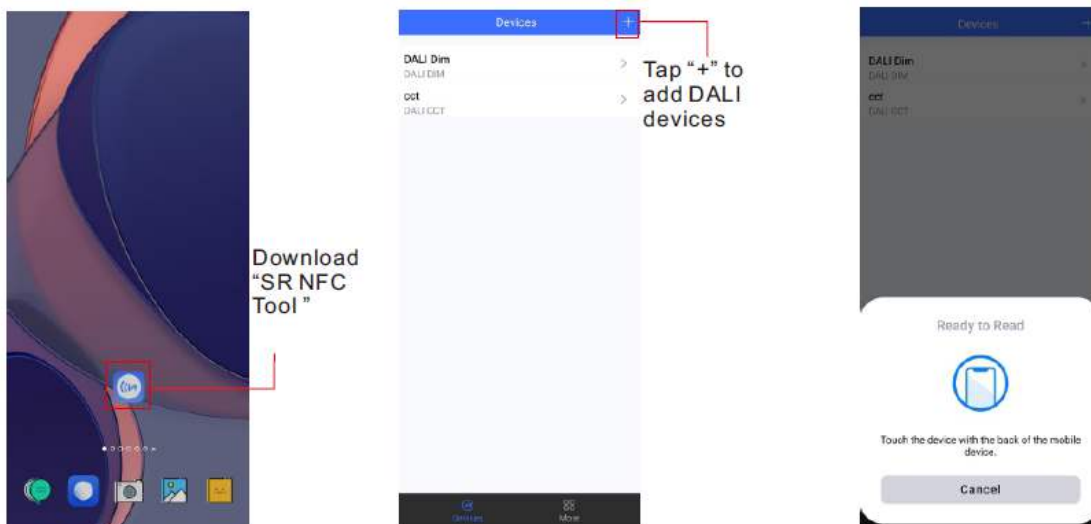 Download
“SR NFC
Tool ”
Devices
+
DALI Dim
DALI DIM
cct
DALI CCT
Devices
More
Tap “+” to
add DALI
devices
Devices
DALI Dim
DALI DIM
cct
DALI CCT
Ready to Read
Touch the device with the back of the mobile
device.
Cancel